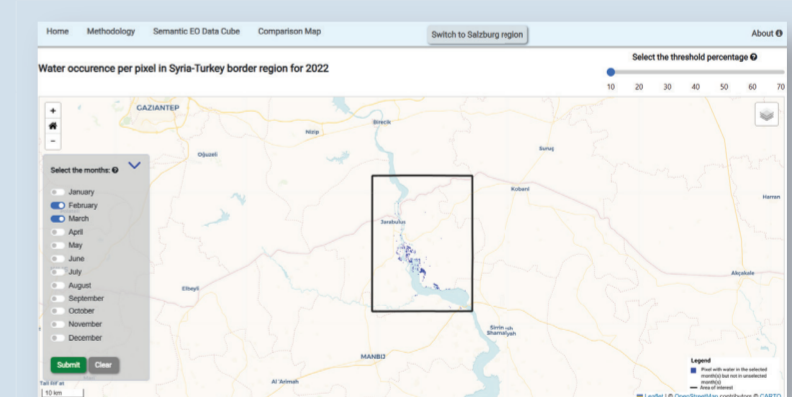 Home Methodology Semantic EO Data Cube Comparison Map Switch to Salzburg region About
Water occurence per pixel in Syria-Turkey border region for 2022
Select the threshold percentage
10 20 30 40 50 60 70
+
-
GAZIANTEP
Nizip
Birecik
Oğuzeli
Suruç
Kobani
Harran
Jarabulus
Akçakale
Elbeyli
MANBIJ
Al 'Arimah
Select the months:
January
February
March
April
May
June
July
August
September
October
November
December
Submit Clear
10 km
Legend
Pixel with water in the selected
month(s) but not in unselected
month(s)
Area of interest
Leaflet | © OpenStreetMap contributors © CARTO